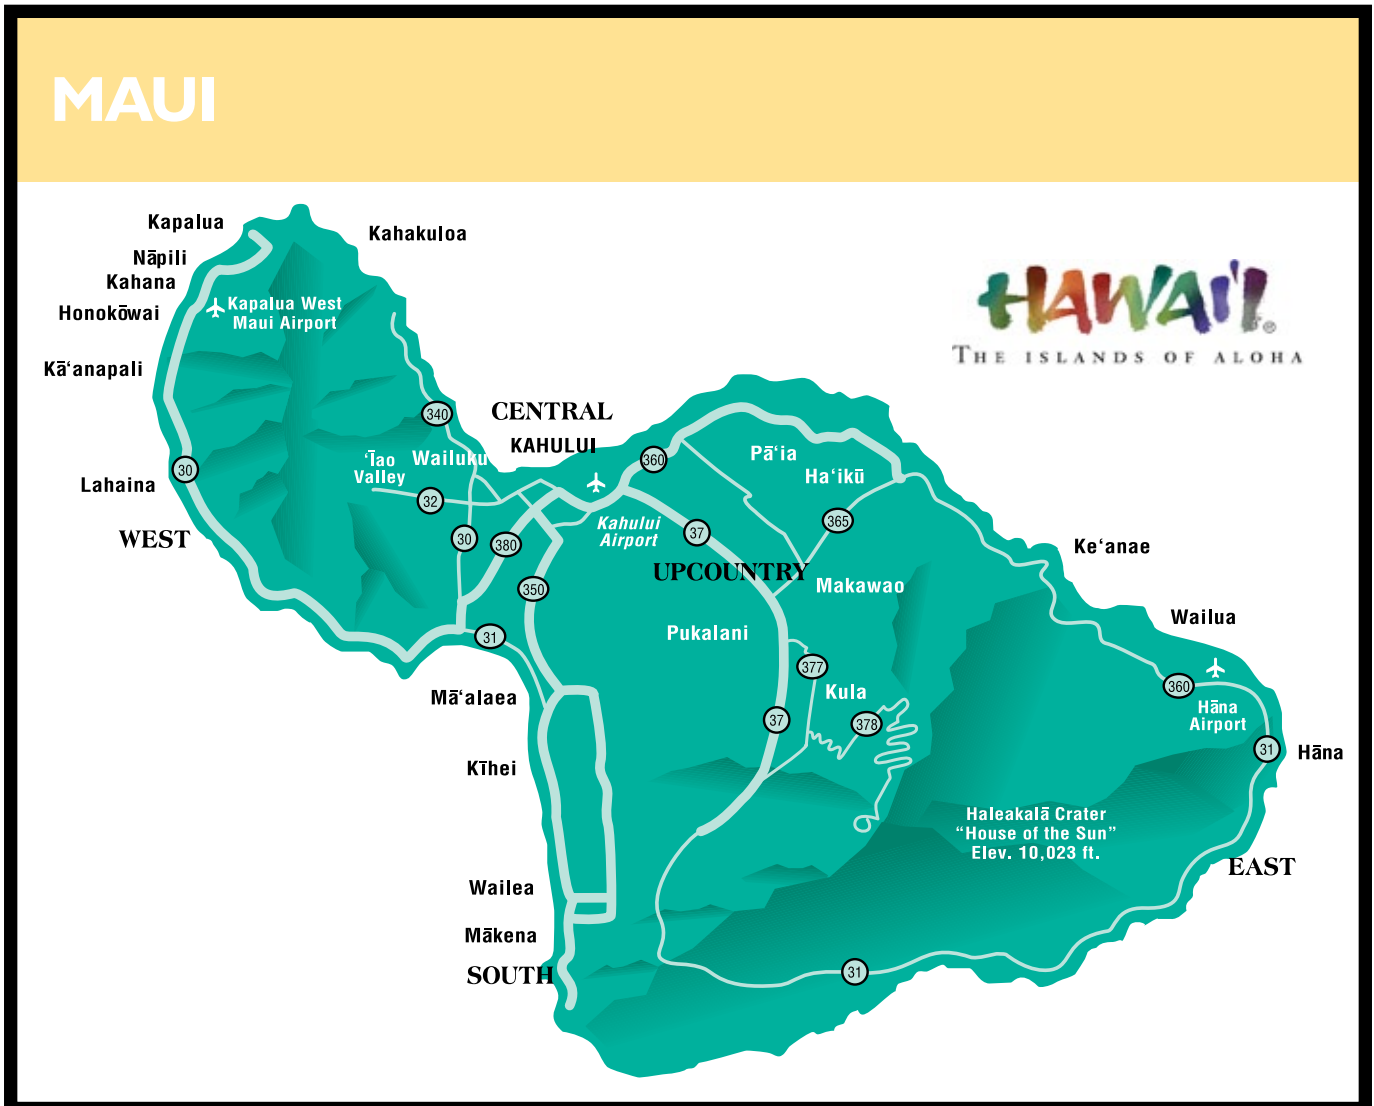 MAUI
Kapalua
Kahakuloa
Nāpili
Kahana
Honokōwai
Kapalua West
Maui Airport
HAWAI'I®
THE ISLANDS OF ALOHA
Kā‘anapali
340
CENTRAL
KAHULUI
‘Īao
Valley
Wailuku
360
Pā‘ia
Ha‘ikū
30
Lahaina
32
WEST
30
380
Kahului
Airport
37
365
Ke‘anae
UPCOUNTRY
350
Makawao
Wailua
31
Pukalani
377
Kula
360
Hāna
Airport
Mā‘alaea
37
378
31
Hāna
Kīhei
Haleakalā Crater
“House of the Sun”
Elev. 10,023 ft.
EAST
Wailea
Mākena
SOUTH
31